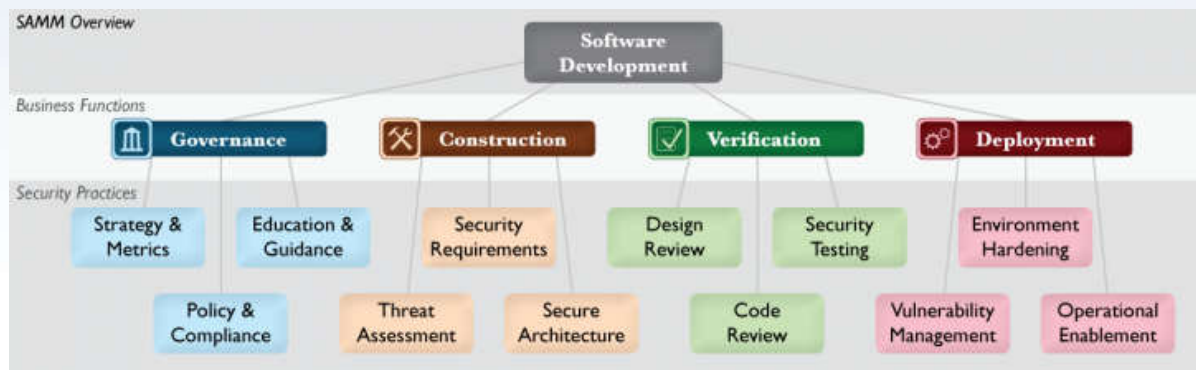 SAMM Overview
Software
Development
Business Functions
Governance
Construction
Verification
Deployment
Security Practices
Strategy &
Metrics
Education &
Guidance
Security
Requirements
Design
Review
Security
Testing
Environment
Hardening
Policy &
Compliance
Threat
Assessment
Secure
Architecture
Code
Review
Vulnerability
Management
Operational
Enablement